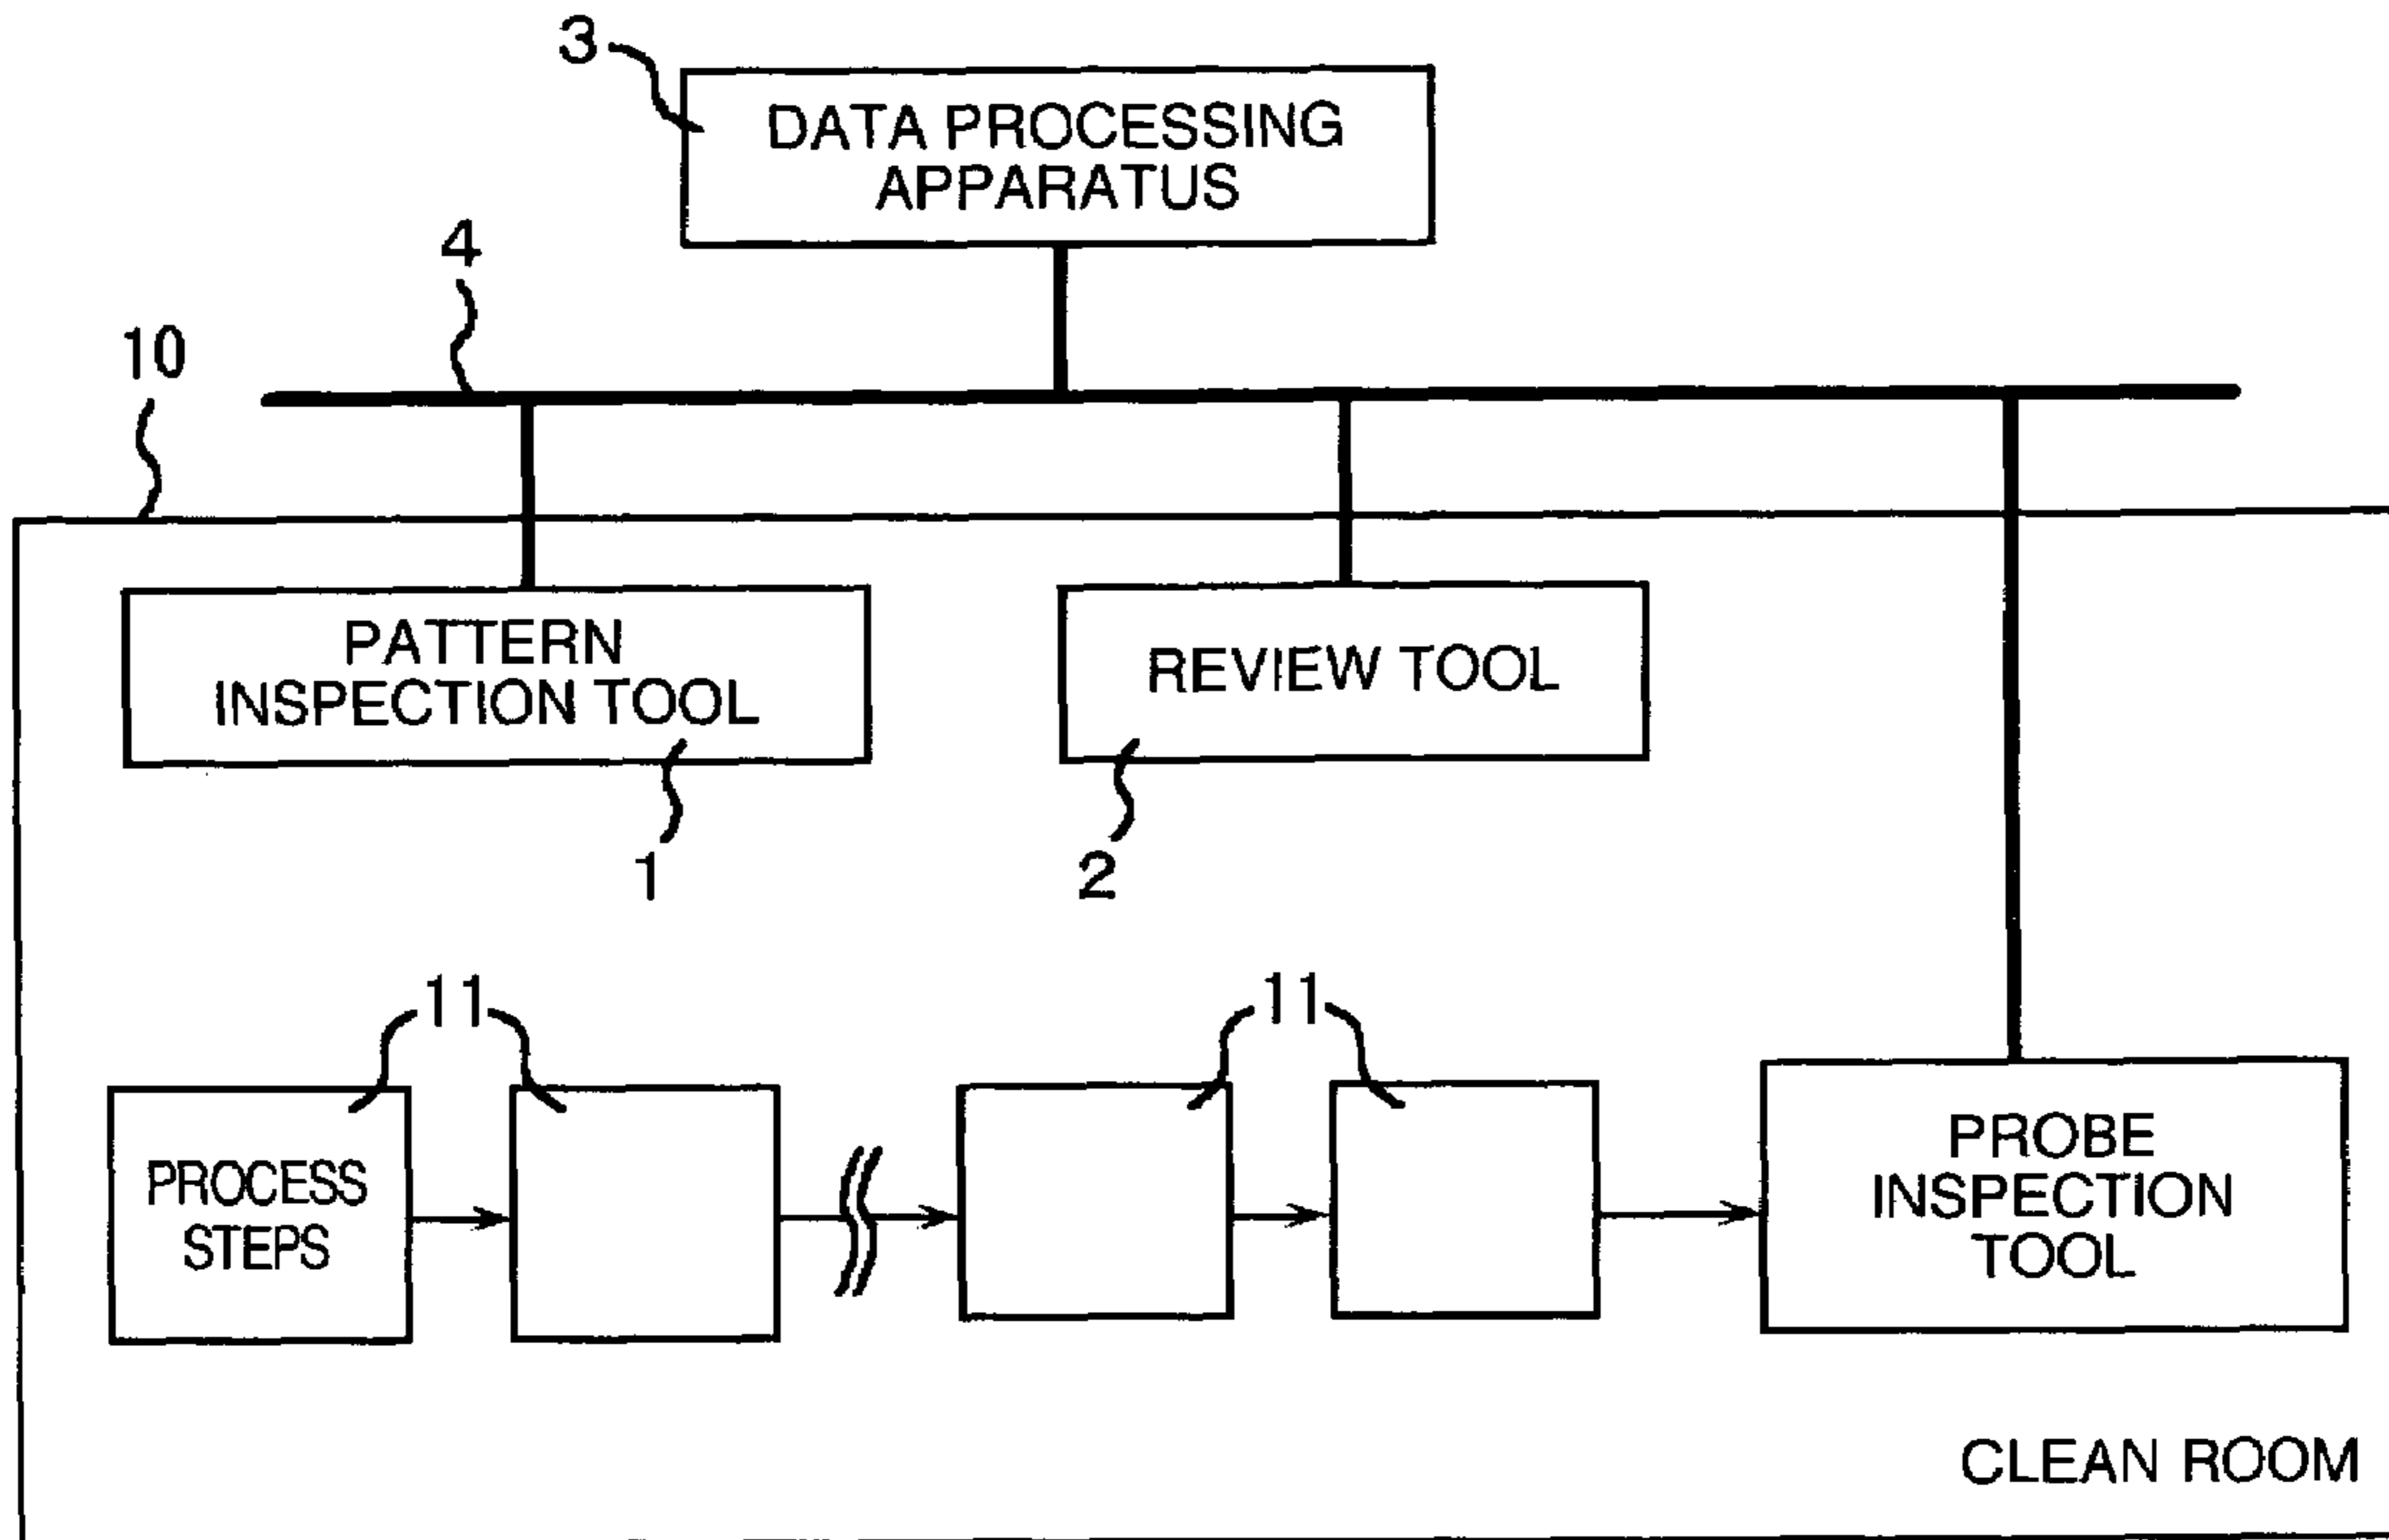 3
DATA PROCESSING
APPARATUS
4
10
PATTERN
INSPECTION TOOL
REVIEW TOOL
1
2
11
11
PROCESS
STEPS
PROBE
INSPECTION
TOOL
CLEAN ROOM